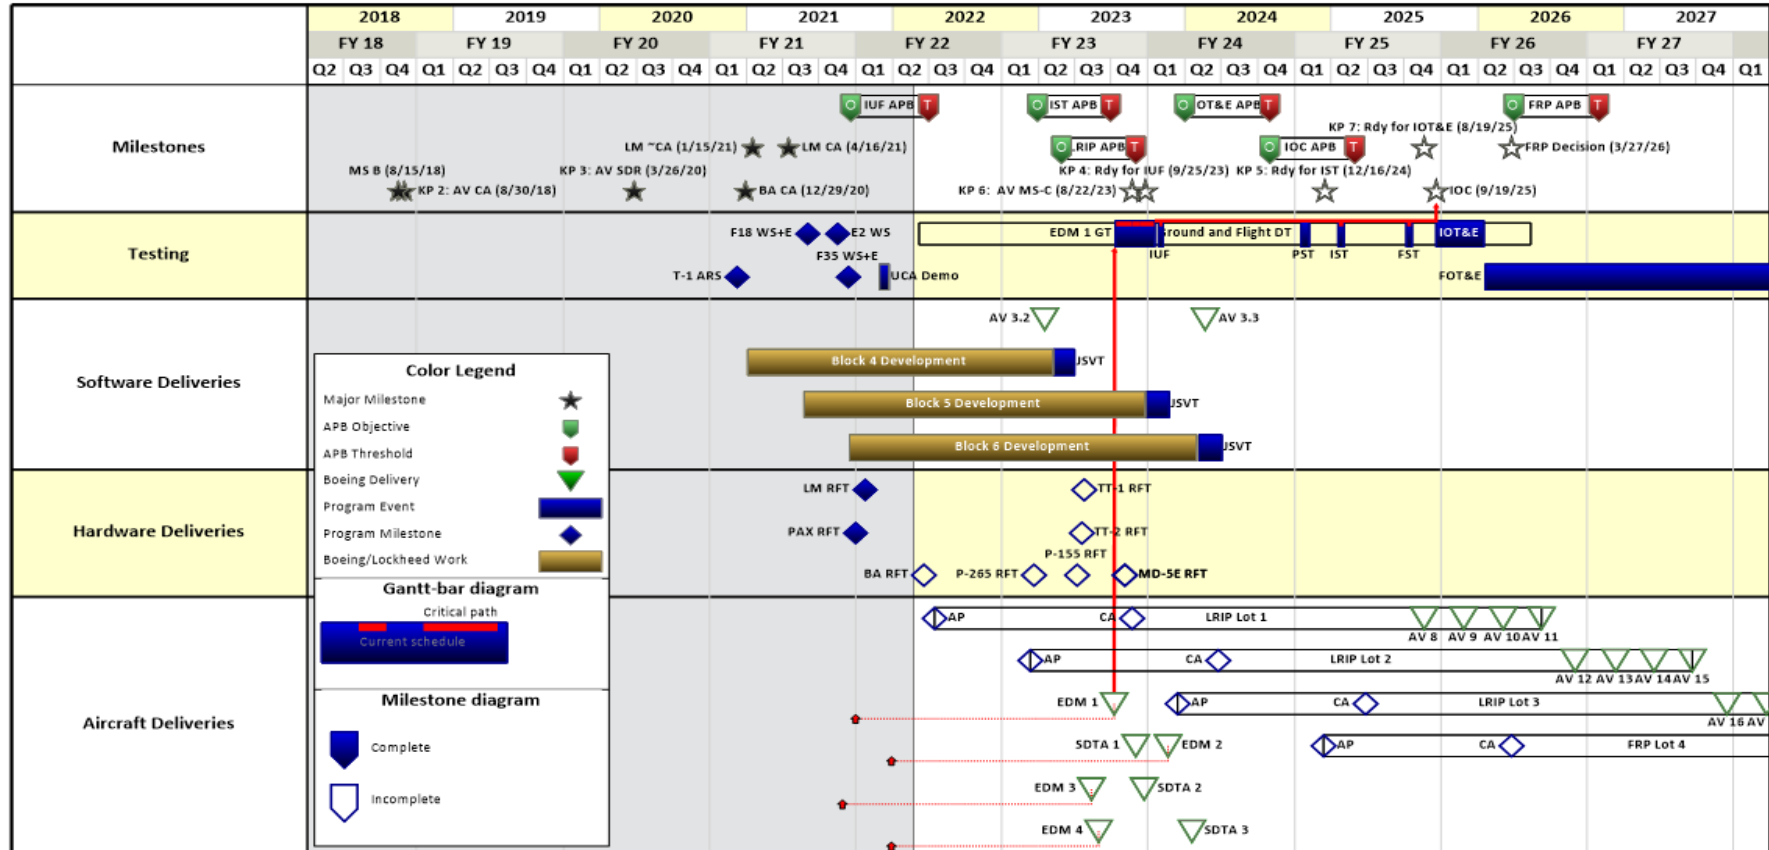 2018 2019 2020 2021 2022 2023 2024 2025 2026 2027
FY 18 FY 19 FY 20 FY 21 FY 22 FY 23 FY 24 FY 25 FY 26 FY 27
Q2 Q3 Q4 Q1 Q2 Q3 Q4 Q1 Q2 Q3 Q4 Q1 Q2 Q3 Q4 Q1 Q2 Q3 Q4 Q1 Q2 Q3 Q4 Q1 Q2 Q3 Q4 Q1 Q2 Q3 Q4 Q1 Q2 Q3 Q4 Q1 Q2 Q3 Q4 Q1
Milestones
O IUF APB T O IST APB T O OT&E APB T O FRP APB T
KP 7: Rdy for IOT&E (8/19/25)
LM ~CA (1/15/21) LM CA (4/16/21) O LRIP APB T O IOC APB T FRP Decision (3/27/26)
MS B (8/15/18) KP 3: AV SDR (3/26/20) KP 4: Rdy for IUF (9/25/23) KP 5: Rdy for IST (12/16/24)
KP 2: AV CA (8/30/18) BA CA (12/29/20) KP 6: AV MS-C (8/22/23) IOC (9/19/25)
Testing
F18 WS+E E2 WS EDM 1 GT Ground and Flight DT IOT&E
F35 WS+E IUF PST IST FST
T-1 ARS UCA Demo FOT&E
Software Deliveries
AV 3.2 AV 3.3
Block 4 Development JSVT
Block 5 Development JSVT
Block 6 Development JSVT
Color Legend
Major Milestone
APB Objective
APB Threshold
Boeing Delivery
Program Event
Program Milestone
Boeing/Lockheed Work
Gantt-bar diagram
Critical path
Current schedule
Milestone diagram
Complete
Incomplete
Hardware Deliveries
LM RFT TT-1 RFT
PAX RFT TT-2 RFT
P-155 RFT
BA RFT P-265 RFT MD-5E RFT
Aircraft Deliveries
AP CA LRIP Lot 1
AV 8 AV 9 AV 10 AV 11
AP CA LRIP Lot 2
AV 12 AV 13 AV 14 AV 15
EDM 1 AP CA LRIP Lot 3
AV 16 AV
SDTA 1 EDM 2 AP CA FRP Lot 4
EDM 3 SDTA 2
EDM 4 SDTA 3